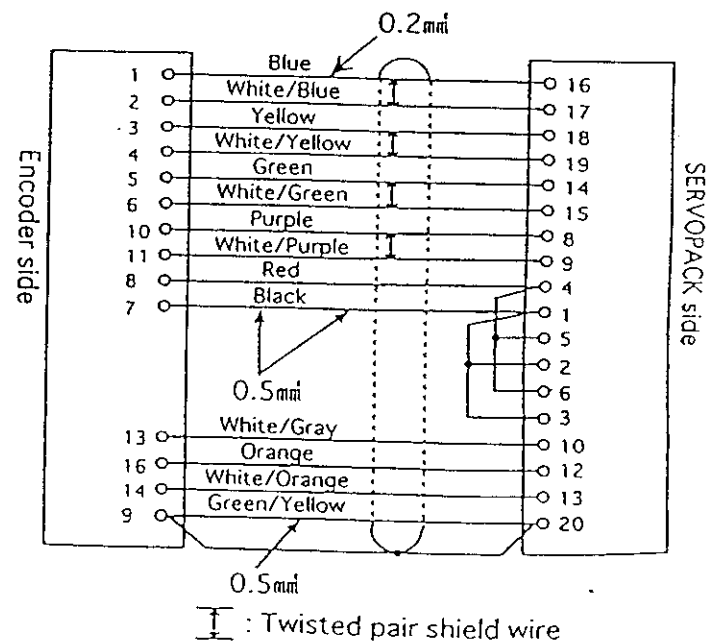 0.2㎟
1 Blue 16
2 White/Blue 17
3 Yellow 18
4 White/Yellow 19
5 Green 14
6 White/Green 15
10 Purple 8
11 White/Purple 9
8 Red 4
7 Black 1
5
2
6
3
0.5㎟
13 White/Gray 10
16 Orange 12
14 White/Orange 13
9 Green/Yellow 20
0.5㎟
Encoder side
SERVOPACK side
: Twisted pair shield wire